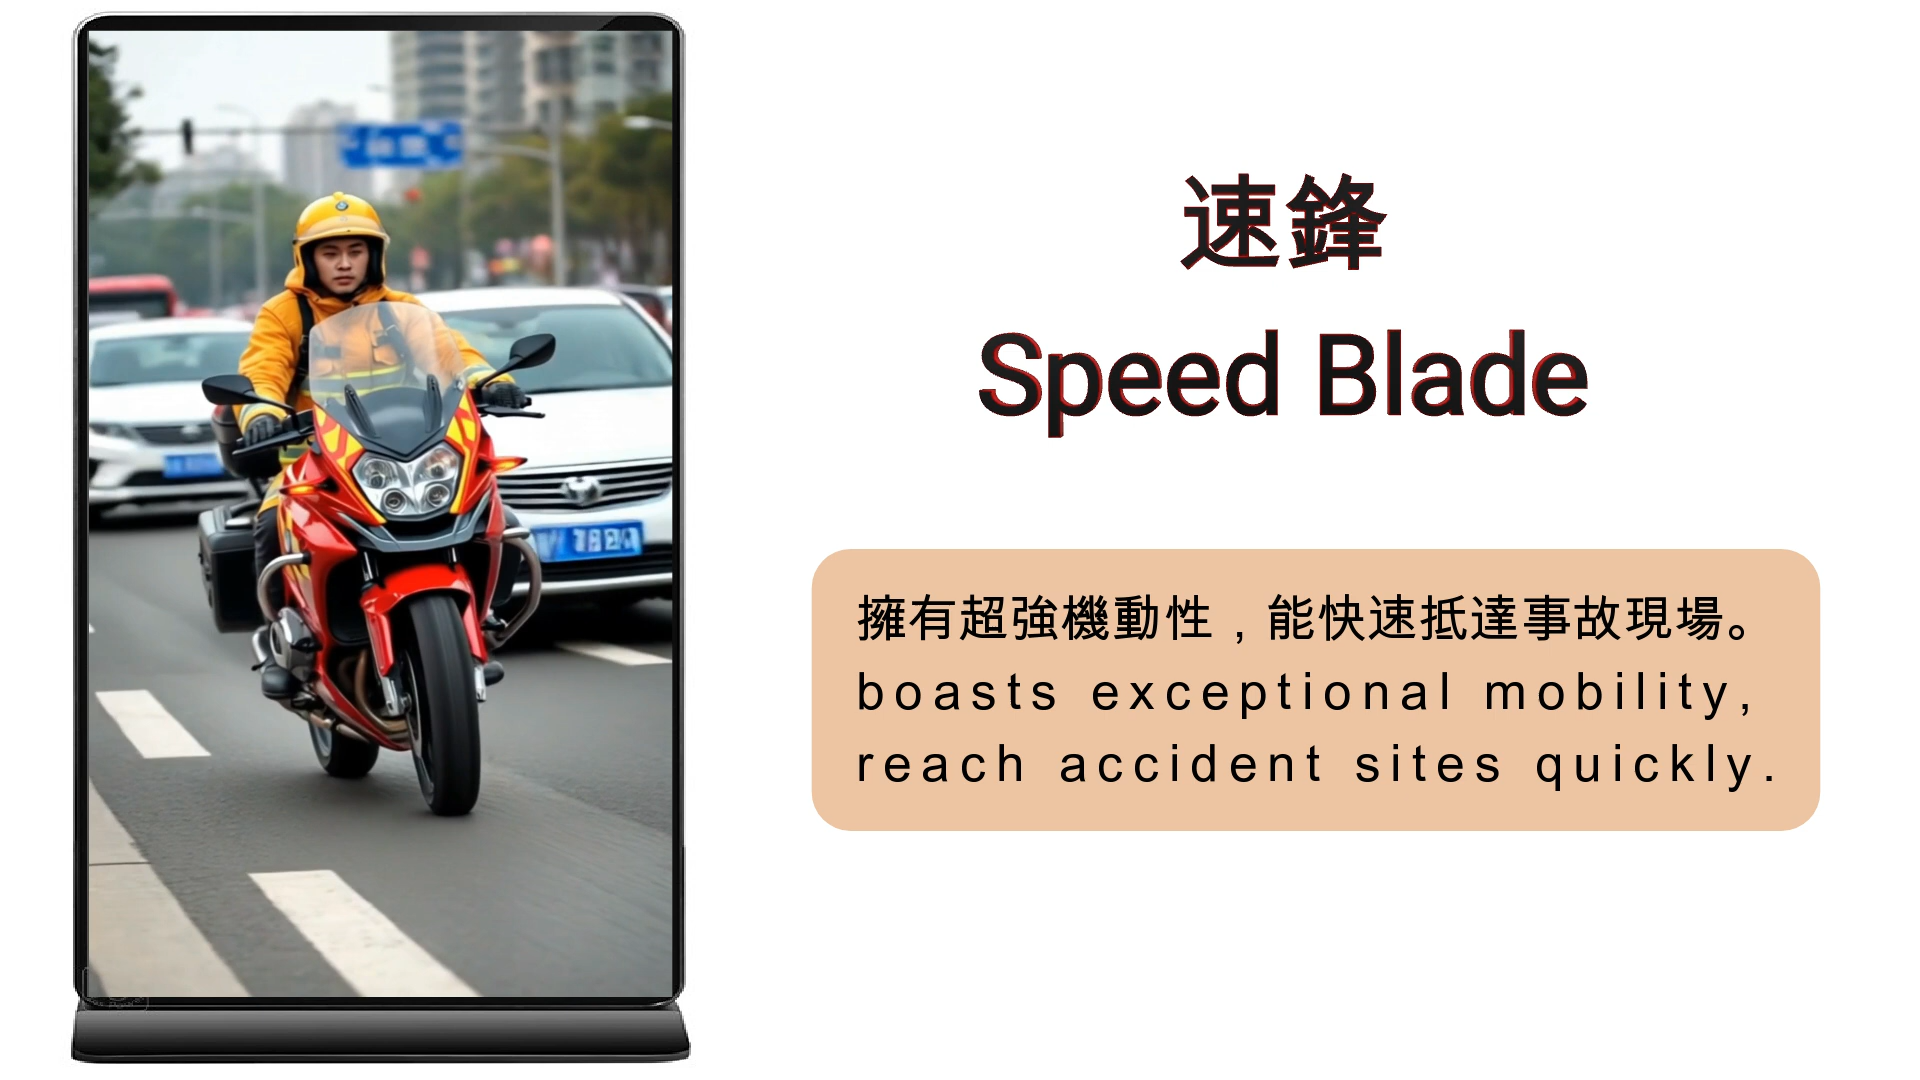 速鋒
Speed Blade
擁有超強機動性，能快速抵達事故現場。
boasts exceptional mobility,
reach accident sites quickly.